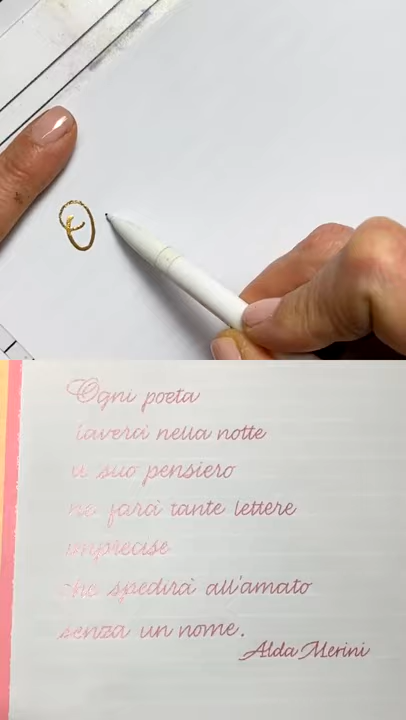 O
Ogni poeta
laverà nella notte
il suo pensiero
ne farà tante lettere
imprecise
che spedirà all'amato
senza un nome.
Alda Merini